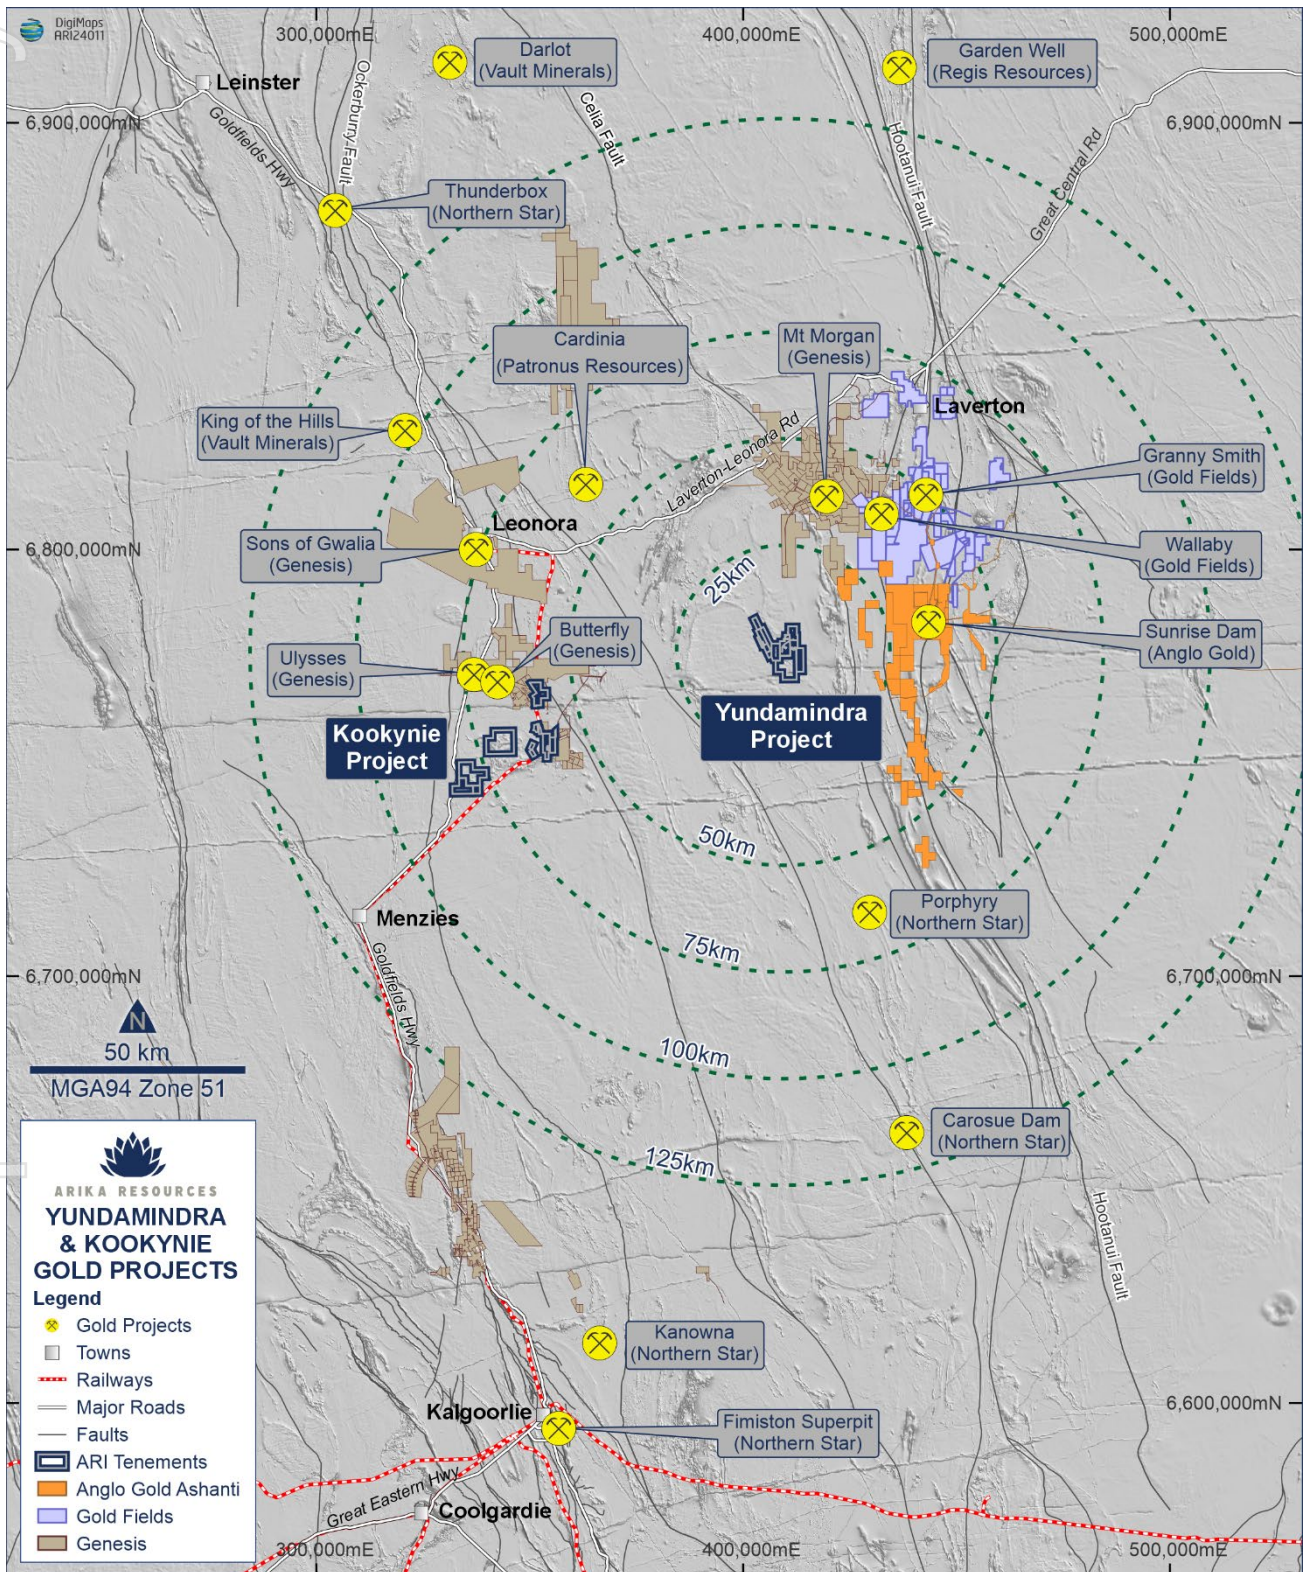 DigiMaps
ARI24011
300,000mE
400,000mE
500,000mE
Darlot
(Vault Minerals)
Garden Well
(Regis Resources)
Leinster
Ockerburry Fault
Celia Fault
Hootanui Fault
Great Central Rd
Goldfields Hwy
6,900,000mN
6,900,000mN
Thunderbox
(Northern Star)
Cardinia
(Patronus Resources)
Mt Morgan
(Genesis)
King of the Hills
(Vault Minerals)
Laverton
Laverton-Leonora Rd
Granny Smith
(Gold Fields)
Leonora
Sons of Gwalia
(Genesis)
6,800,000mN
Wallaby
(Gold Fields)
25km
Butterfly
(Genesis)
Sunrise Dam
(Anglo Gold)
Ulysses
(Genesis)
Kookynie
Project
Yundamindra
Project
50km
Menzies
Porphyry
(Northern Star)
75km
Goldfields Hwy
6,700,000mN
6,700,000mN
N
50 km
MGA94 Zone 51
100km
Carosue Dam
(Northern Star)
125km
Hootanui Fault
ARIKA RESOURCES
YUNDAMINDRA
& KOOKYNIE
GOLD PROJECTS
Legend
Gold Projects
Towns
Railways
Major Roads
Faults
ARI Tenements
Anglo Gold Ashanti
Gold Fields
Genesis
Kanowna
(Northern Star)
Kalgoorlie
6,600,000mN
Fimiston Superpit
(Northern Star)
Great Eastern Hwy
Coolgardie
300,000mE
400,000mE
500,000mE